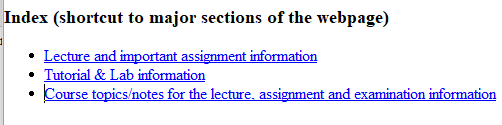 Index (shortcut to major sections of the webpage)
Lecture and important assignment information
Tutorial & Lab information
Course topics/notes for the lecture, assignment and examination information